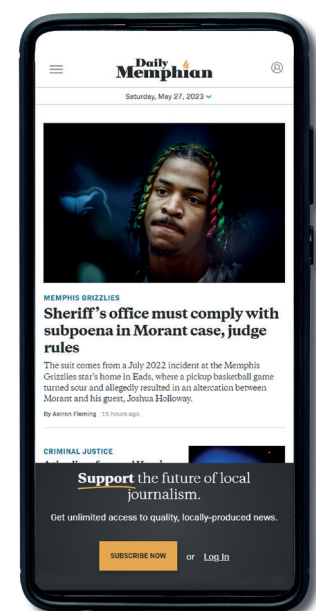 Daily
Memphian
Saturday, May 27, 2023
MEMPHIS GRIZZLIES
Sheriff's office must comply with
subpoena in Morant case, judge
rules
The suit comes from a July 2022 incident at the Memphis
Grizzlies star's home in Eads, where a pickup basketball game
turned sour and allegedly resulted in an altercation between
Morant and his guest, Joshua Holloway.
By Aarron Fleming 15 hours ago
CRIMINAL JUSTICE
Support the future of local
journalism.
Get unlimited access to quality, locally-produced news.
SUBSCRIBE NOW or Log In